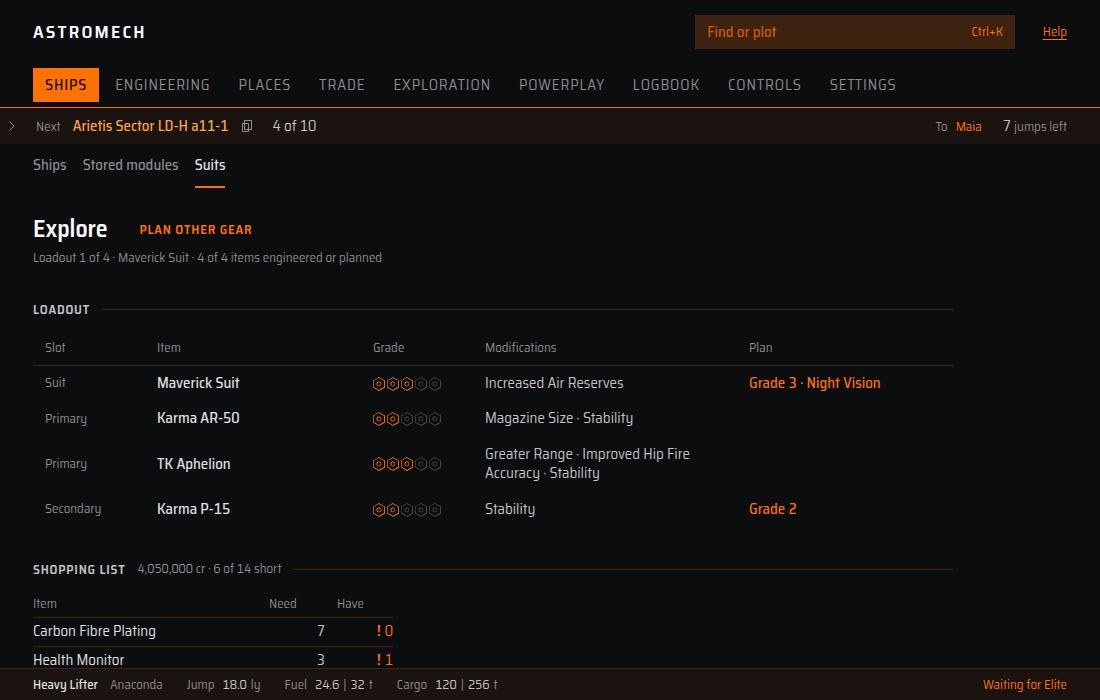 ASTROMECH
Find or plot Ctrl+K
Help
SHIPS ENGINEERING PLACES TRADE EXPLORATION POWERPLAY LOGBOOK CONTROLS SETTINGS
Next Arietis Sector LD-H a11-1 4 of 10
To Maia 7 jumps left
Ships Stored modules Suits
Explore PLAN OTHER GEAR
Loadout 1 of 4 · Maverick Suit · 4 of 4 items engineered or planned
LOADOUT
Slot Item Grade Modifications Plan
Suit Maverick Suit Increased Air Reserves Grade 3 · Night Vision
Primary Karma AR-50 Magazine Size · Stability
Primary TK Aphelion Greater Range · Improved Hip Fire
Accuracy · Stability
Secondary Karma P-15 Stability Grade 2
SHOPPING LIST 4,050,000 cr · 6 of 14 short
Item Need Have
Carbon Fibre Plating 7 ! 0
Health Monitor 3 ! 1
Heavy Lifter Anaconda Jump 18.0 ly Fuel 24.6 | 32 t Cargo 120 | 256 t
Waiting for Elite